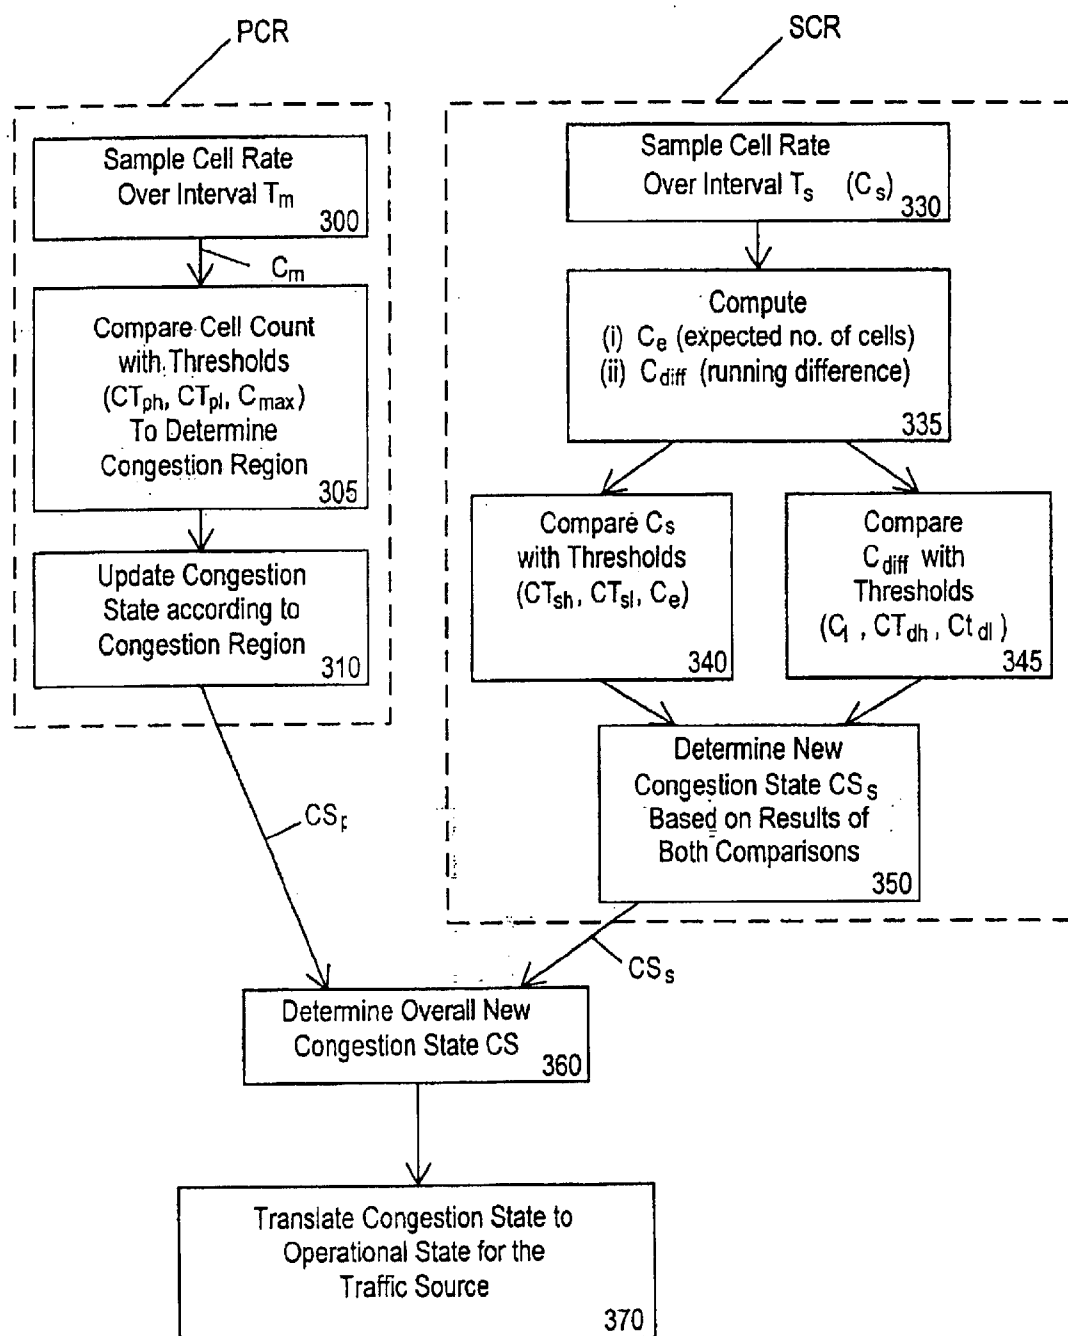 PCR
Sample Cell Rate
Over Interval Tm
300
Cm
Compare Cell Count
with Thresholds
(CTph, CTpl, Cmax)
To Determine
Congestion Region
305
Update Congestion
State according to
Congestion Region
310
CSp
SCR
Sample Cell Rate
Over Interval Ts (Cs)
330
Compute
(i) Ce (expected no. of cells)
(ii) Cdiff (running difference)
335
Compare Cs
with Thresholds
(CTsh, CTsl, Ce)
340
Compare
Cdiff with
Thresholds
(Cl, CTdh, Ctdl)
345
Determine New
Congestion State CSs
Based on Results of
Both Comparisons
350
CSs
Determine Overall New
Congestion State CS
360
Translate Congestion State to
Operational State for the
Traffic Source
370